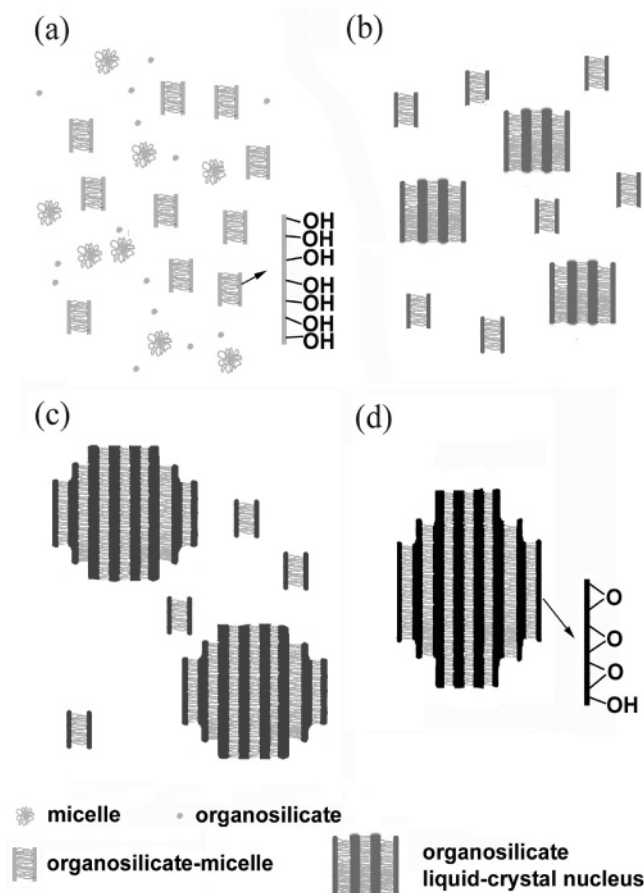 (a)
(b)
OH
OH
OH
OH
OH
OH
OH
(c)
(d)
O
O
O
OH
micelle
organosilicate
organosilicate-micelle
organosilicate
liquid-crystal nucleus